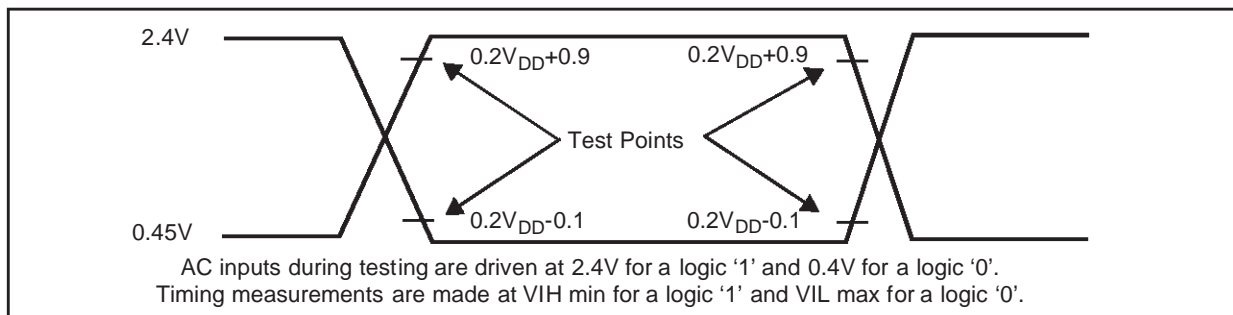 2.4V
0.2VDD+0.9 0.2VDD+0.9
Test Points
0.2VDD-0.1 0.2VDD-0.1
0.45V
AC inputs during testing are driven at 2.4V for a logic ‘1’ and 0.4V for a logic ‘0’.
Timing measurements are made at VIH min for a logic ‘1’ and VIL max for a logic ‘0’.